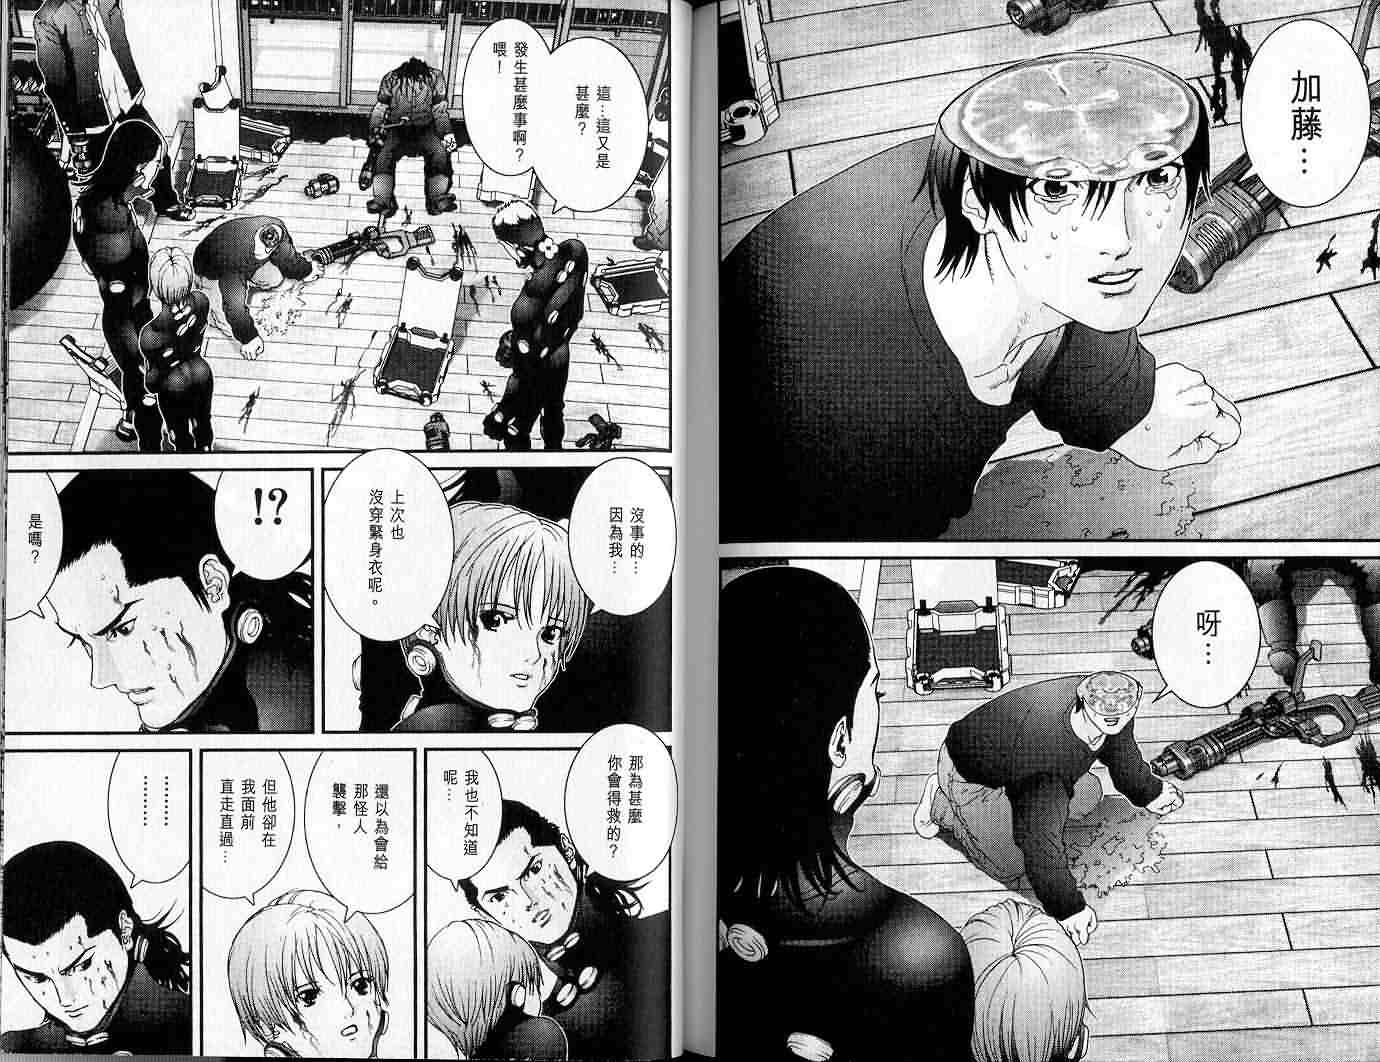 加藤…
呀…
這…這又是
甚麼?
發生甚麼事啊?
喂!
沒事的…
因為我…
上次也
沒穿緊身衣呢。
!?
是嗎?
那為甚麼
你會得救的?
我也不知道
呢…
還以為會給
那怪人
襲擊,
但他卻在
我面前
直走直過…
………
………